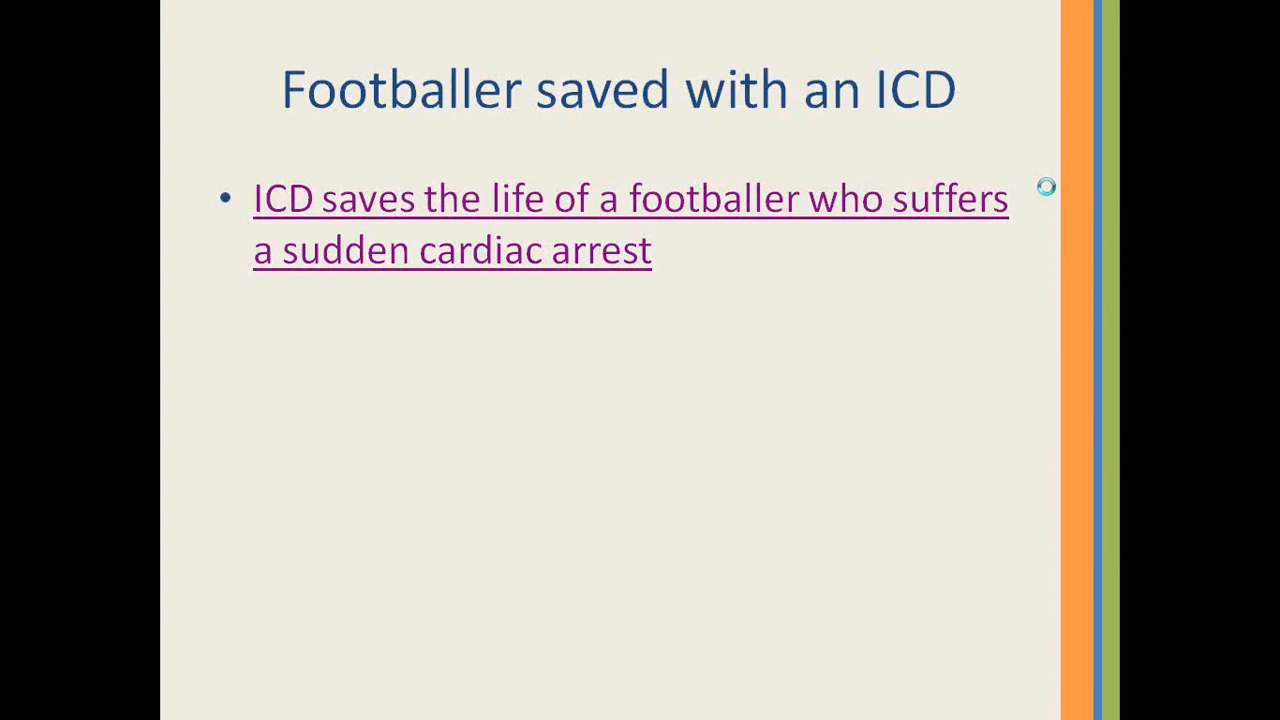 Footballer saved with an ICD
• ICD saves the life of a footballer who suffers
a sudden cardiac arrest